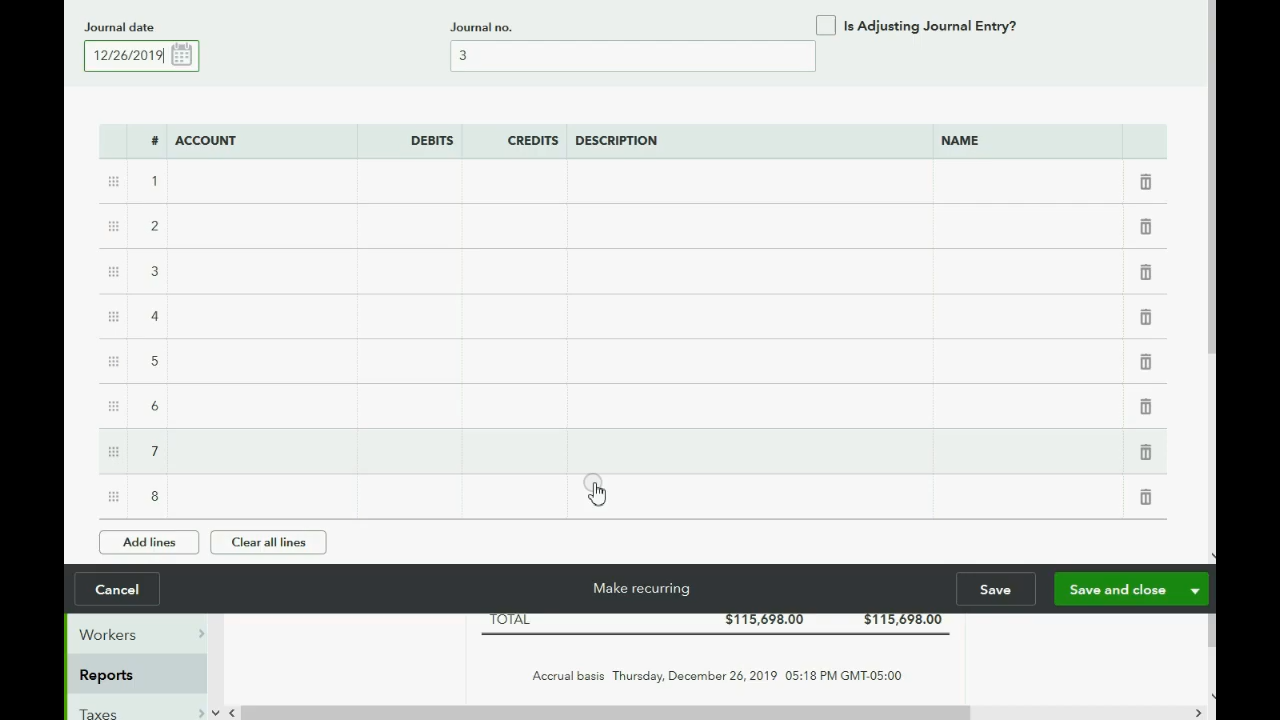 Journal date
Journal no.
Is Adjusting Journal Entry?
12/26/2019
3
# ACCOUNT DEBITS CREDITS DESCRIPTION NAME
1
2
3
4
5
6
7
8
Add lines Clear all lines
Cancel Make recurring Save Save and close
TOTAL $115,698.00 $115,698.00
Workers
Reports
Accrual basis Thursday, December 26, 2019 05:18 PM GMT-05:00
Taxes